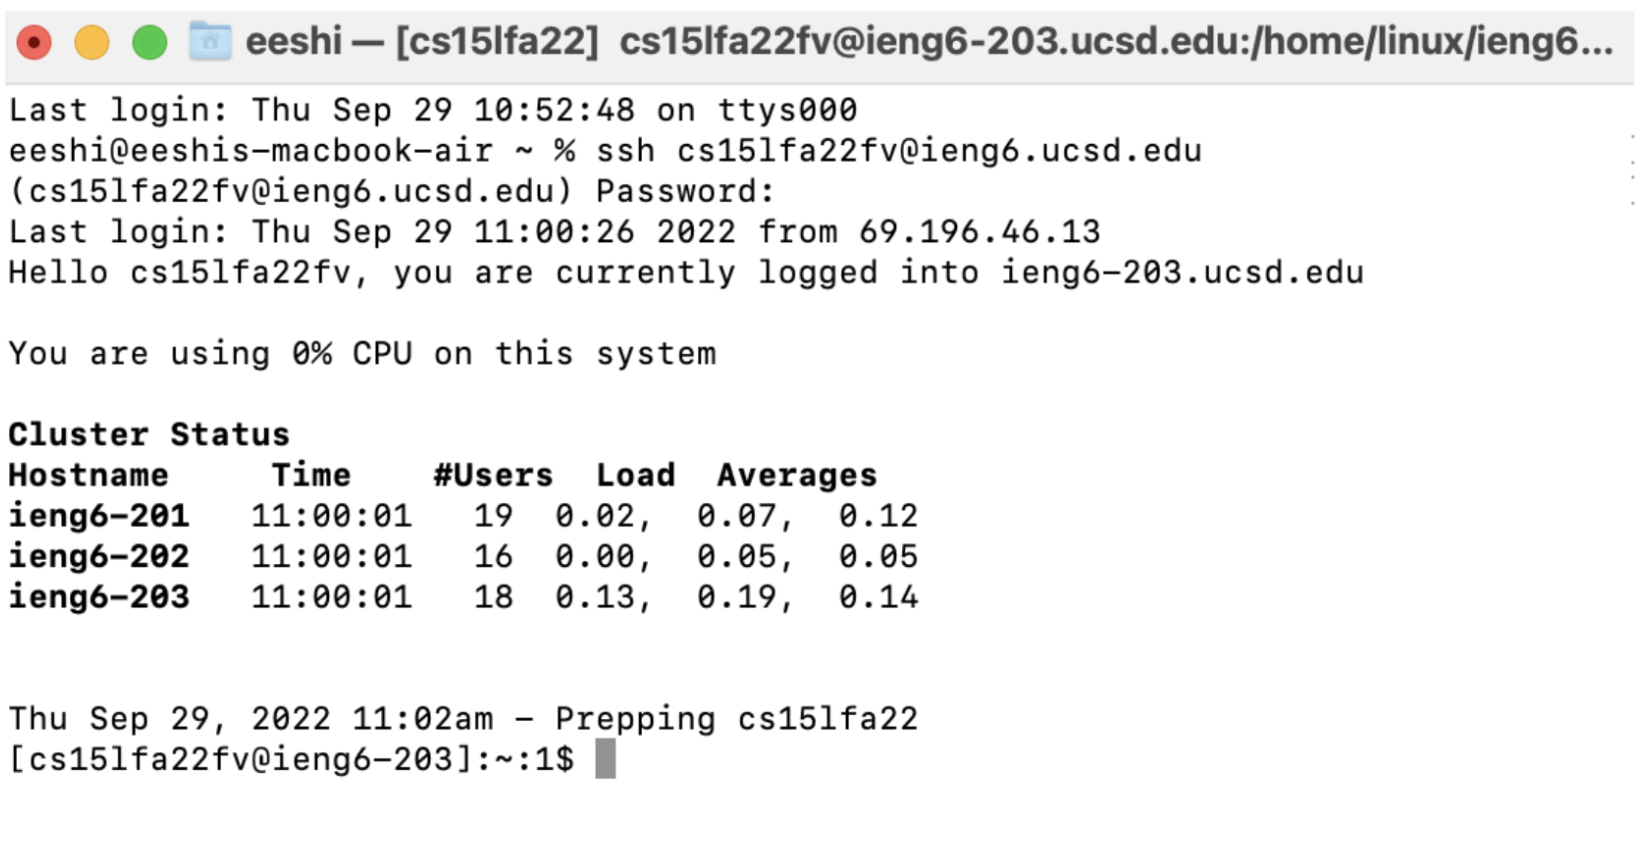 eeshi — [cs15lfa22] cs15lfa22fv@ieng6-203.ucsd.edu:/home/linux/ieng6...
Last login: Thu Sep 29 10:52:48 on ttys000
eeshi@eeshis-macbook-air ~ % ssh cs15lfa22fv@ieng6.ucsd.edu
(cs15lfa22fv@ieng6.ucsd.edu) Password:
Last login: Thu Sep 29 11:00:26 2022 from 69.196.46.13
Hello cs15lfa22fv, you are currently logged into ieng6-203.ucsd.edu
You are using 0% CPU on this system
Cluster Status
Hostname Time #Users Load Averages
ieng6-201 11:00:01 19 0.02, 0.07, 0.12
ieng6-202 11:00:01 16 0.00, 0.05, 0.05
ieng6-203 11:00:01 18 0.13, 0.19, 0.14
Thu Sep 29, 2022 11:02am - Prepping cs15lfa22
[cs15lfa22fv@ieng6-203]:~:1$